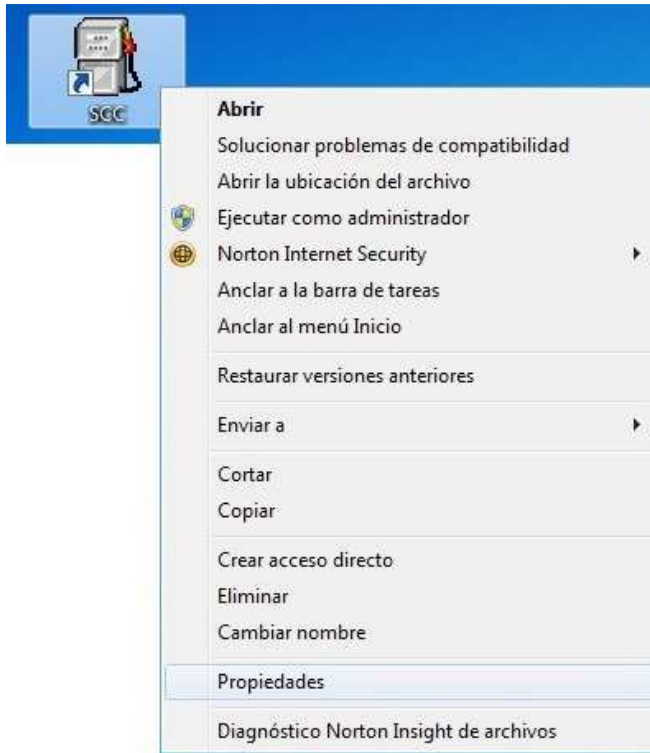 SCC
Abrir
Solucionar problemas de compatibilidad
Abrir la ubicación del archivo
Ejecutar como administrador
Norton Internet Security
Anclar a la barra de tareas
Anclar al menú Inicio
Restaurar versiones anteriores
Enviar a
Cortar
Copiar
Crear acceso directo
Eliminar
Cambiar nombre
Propiedades
Diagnóstico Norton Insight de archivos